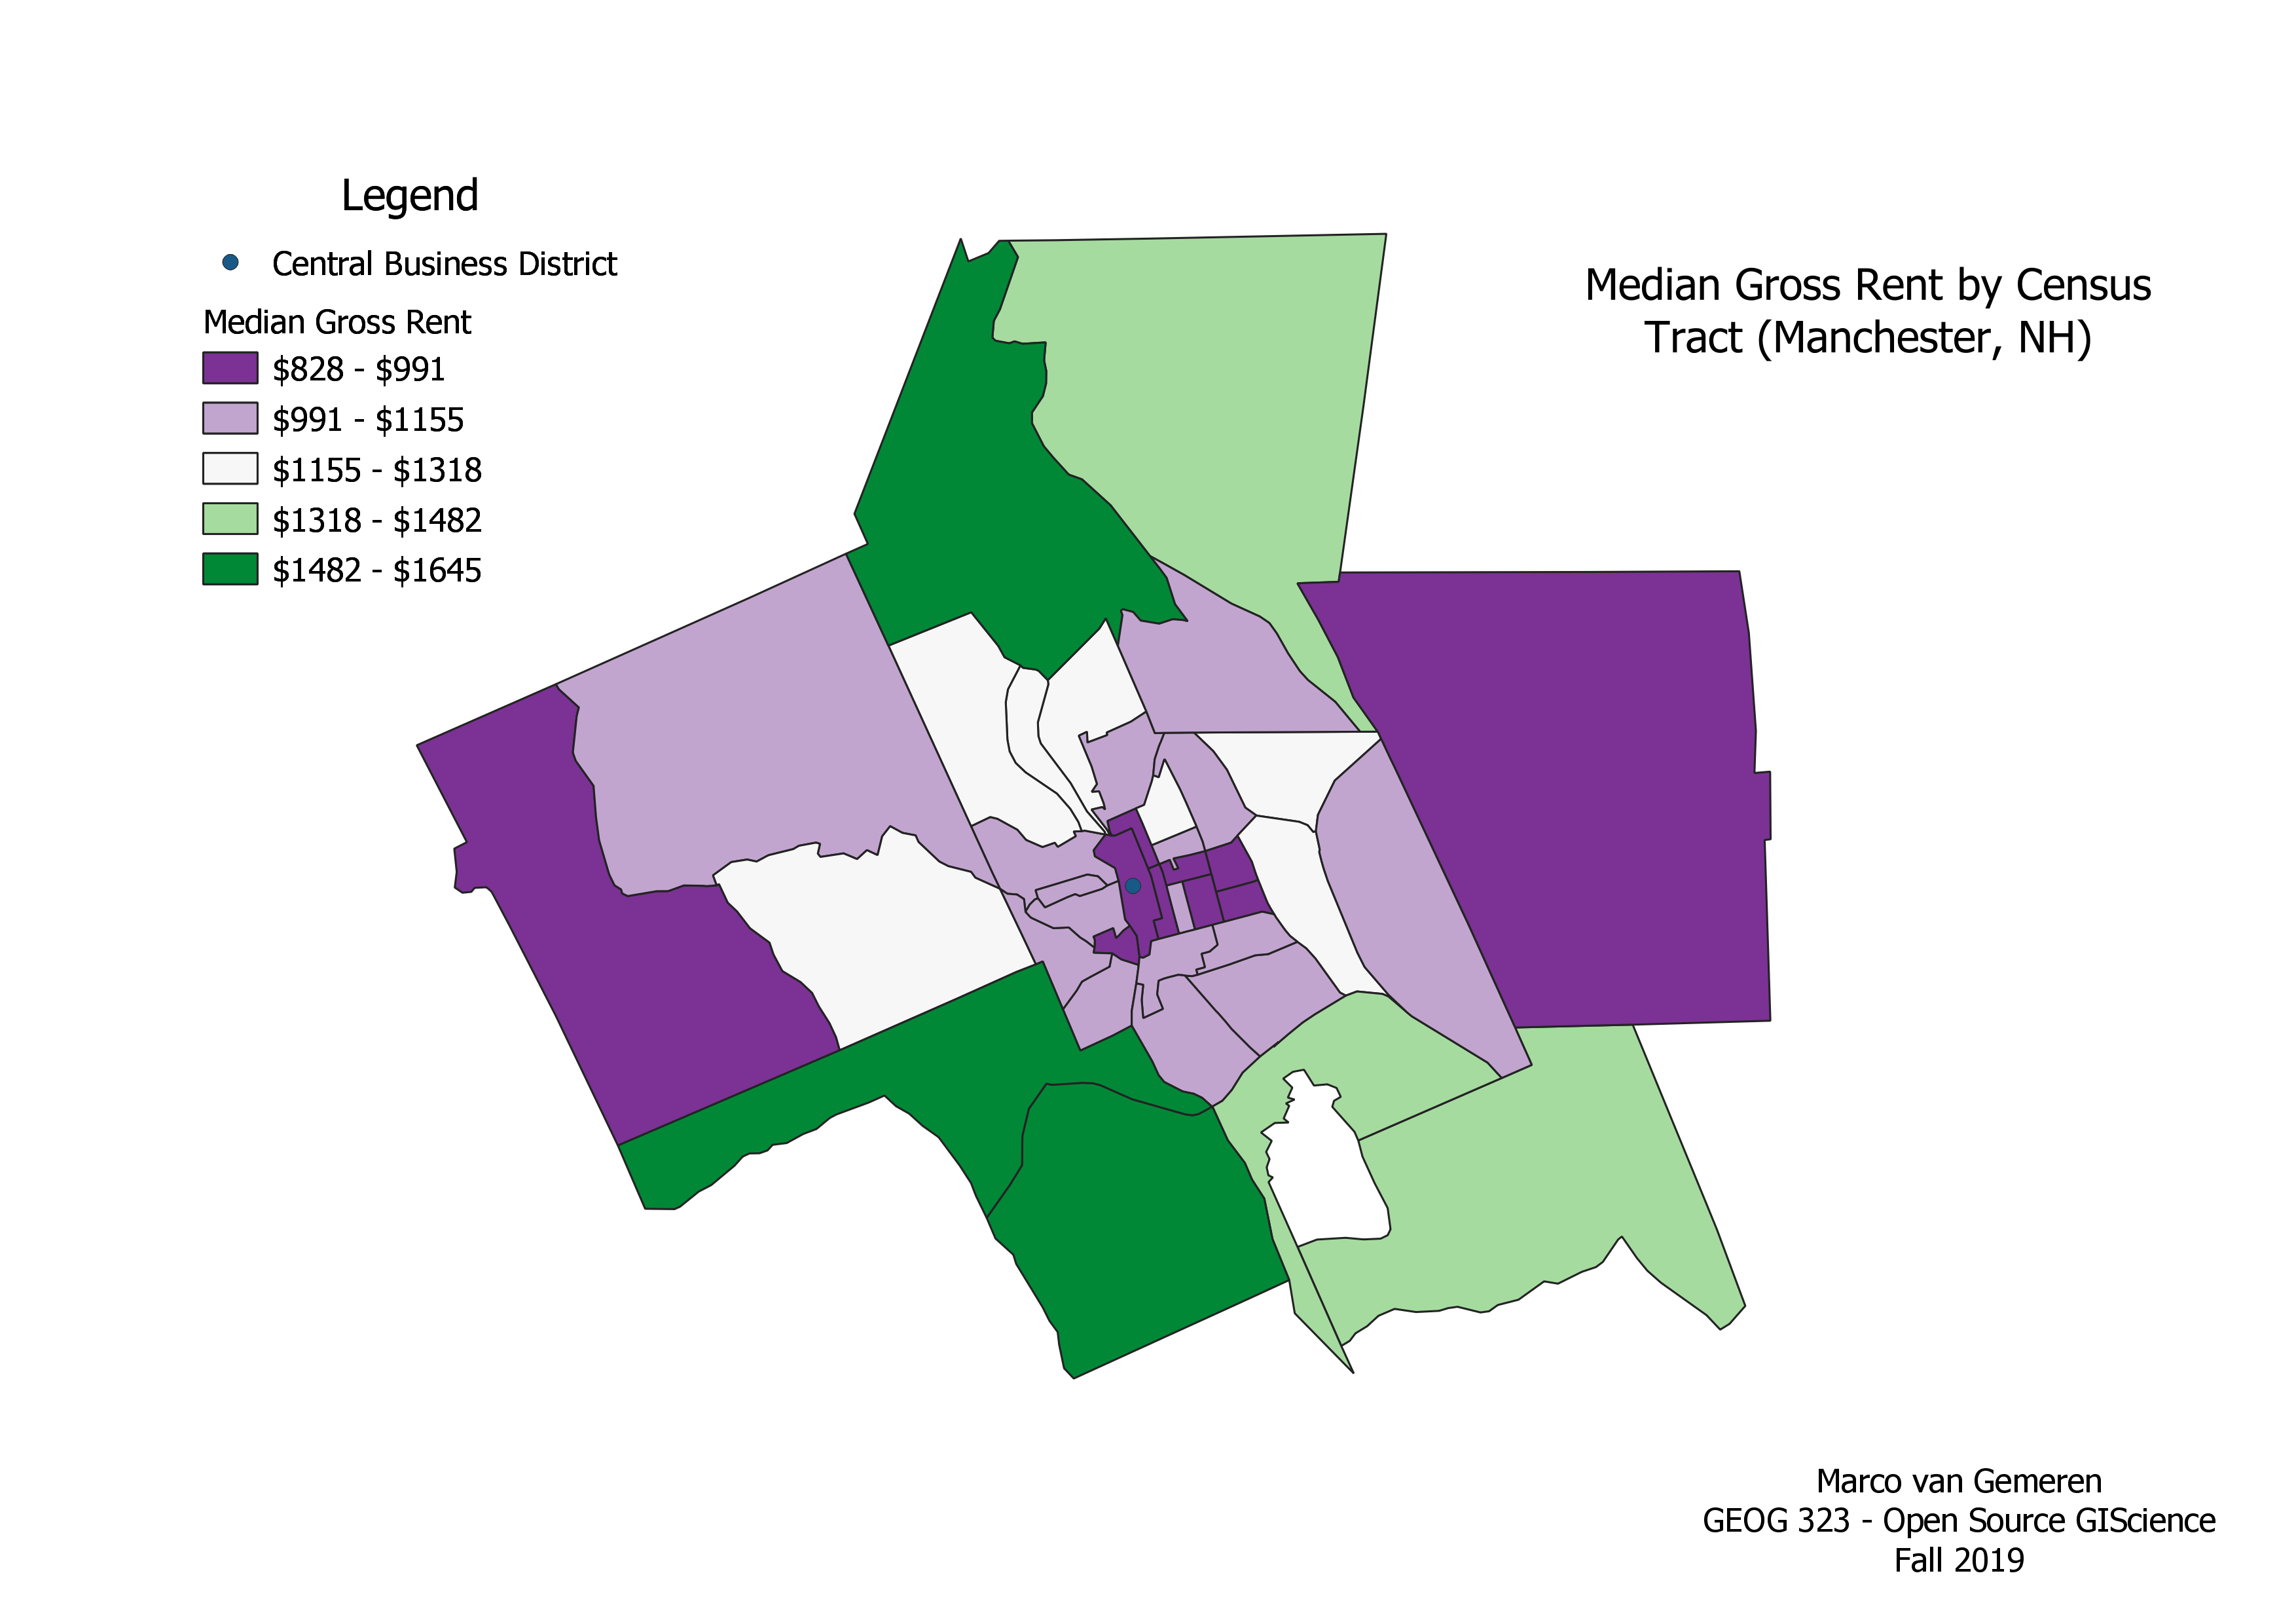 Legend
Central Business District
Median Gross Rent
$828 - $991
$991 - $1155
$1155 - $1318
$1318 - $1482
$1482 - $1645
Median Gross Rent by Census
Tract (Manchester, NH)
Marco van Gemeren
GEOG 323 - Open Source GIScience
Fall 2019